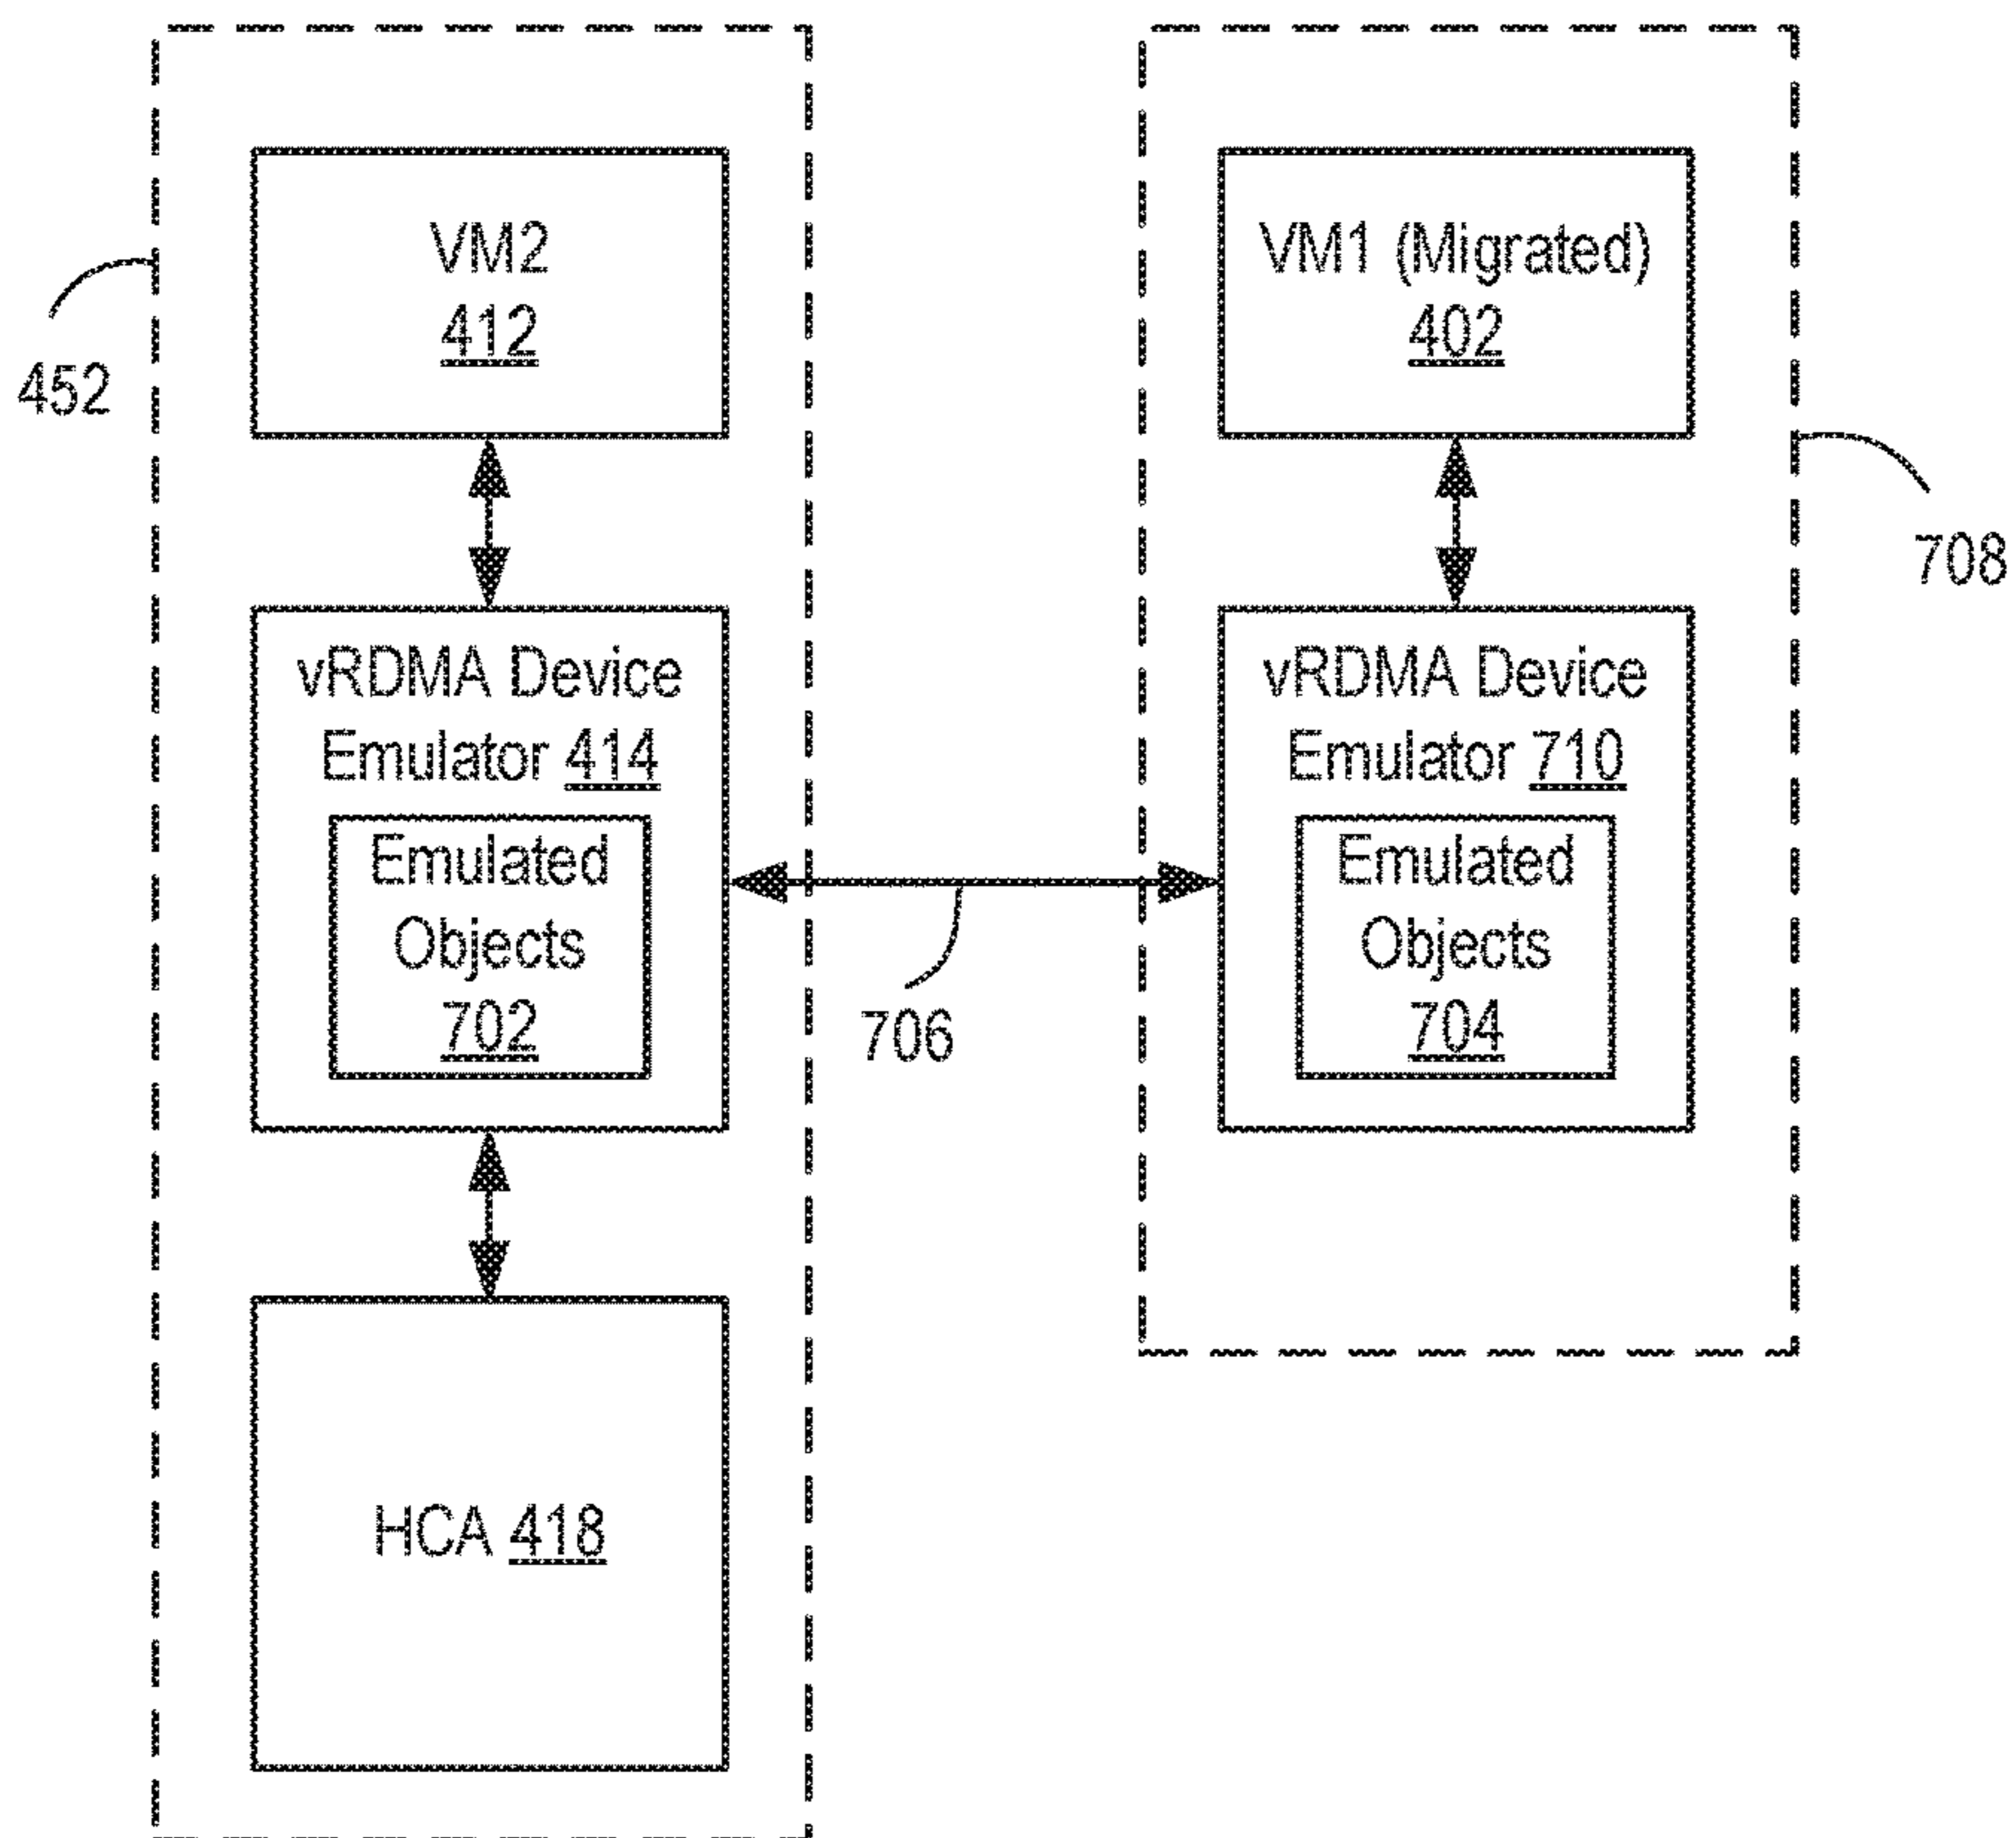 VM2
412
452
vRDMA Device
Emulator 414
Emulated
Objects
702
HCA 418
706
VM1 (Migrated)
402
708
vRDMA Device
Emulator 710
Emulated
Objects
704